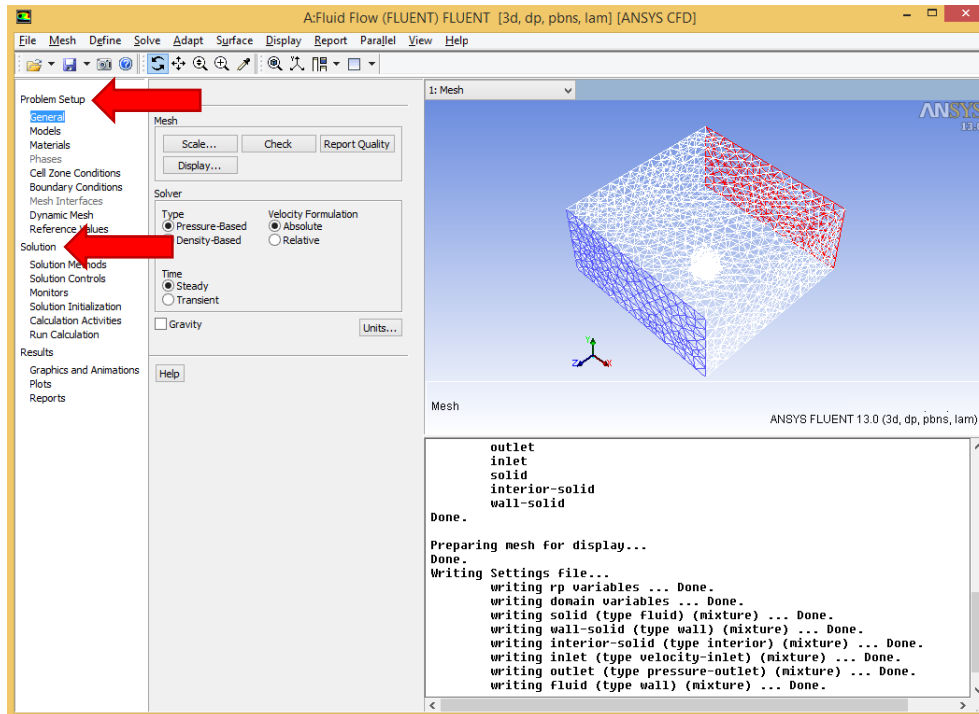 A:Fluid Flow (FLUENT) FLUENT [3d, dp, pbns, lam] [ANSYS CFD]
File Mesh Define Solve Adapt Surface Display Report Parallel View Help
Problem Setup
General
Models
Materials
Phases
Cell Zone Conditions
Boundary Conditions
Mesh Interfaces
Dynamic Mesh
Reference Values
Solution
Solution Methods
Solution Controls
Monitors
Solution Initialization
Calculation Activities
Run Calculation
Results
Graphics and Animations
Plots
Reports
Mesh
Scale... Check Report Quality
Display...
Solver
Type Velocity Formulation
Pressure-Based Absolute
Density-Based Relative
Time
Steady
Transient
Gravity Units...
Help
1: Mesh
ANSYS
13.0
Y
Z X
Mesh
ANSYS FLUENT 13.0 (3d, dp, pbns, lam)
outlet
inlet
solid
interior-solid
wall-solid
Done.
Preparing mesh for display...
Done.
Writing Settings file...
writing rp variables ... Done.
writing domain variables ... Done.
writing solid (type fluid) (mixture) ... Done.
writing wall-solid (type wall) (mixture) ... Done.
writing interior-solid (type interior) (mixture) ... Done.
writing inlet (type velocity-inlet) (mixture) ... Done.
writing outlet (type pressure-outlet) (mixture) ... Done.
writing fluid (type wall) (mixture) ... Done.